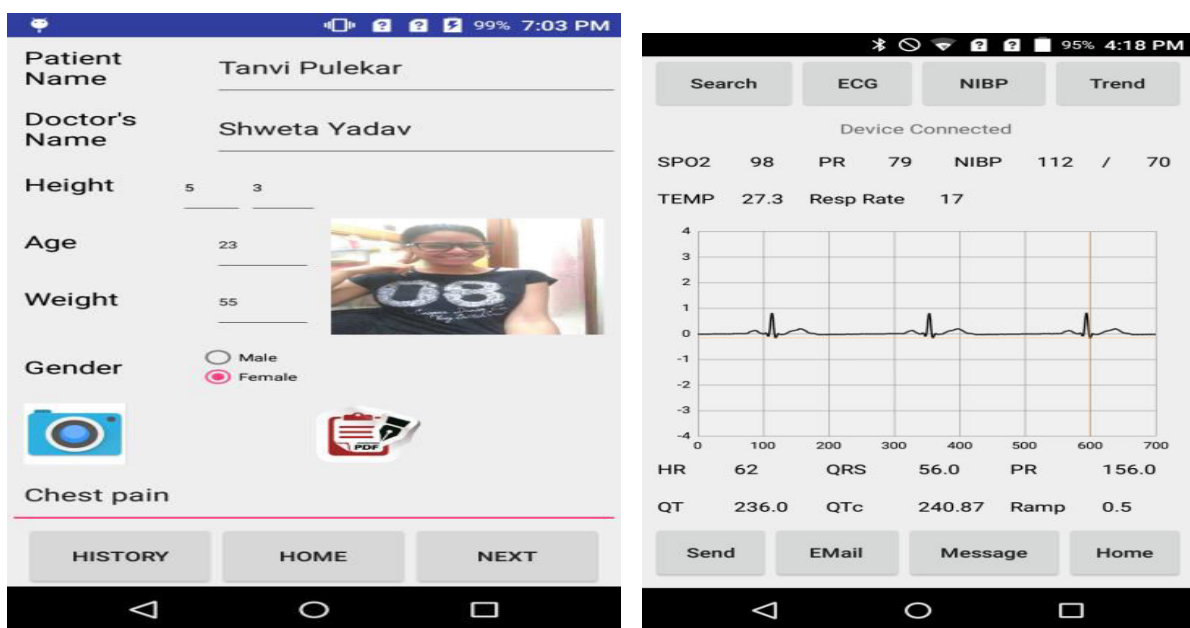 99% 7:03 PM
Patient
Name
Tanvi Pulekar
Doctor's
Name
Shweta Yadav
Height 5 3
Age 23
08
Weight 55
Gender
Male
Female
PDF
Chest pain
HISTORY HOME NEXT
95% 4:18 PM
Search ECG NIBP Trend
Device Connected
SPO2 98 PR 79 NIBP 112 / 70
TEMP 27.3 Resp Rate 17
4
3
2
1
0
-1
-2
-3
-4
0 100 200 300 400 500 600 700
HR 62 QRS 56.0 PR 156.0
QT 236.0 QTc 240.87 Ramp 0.5
Send EMail Message Home